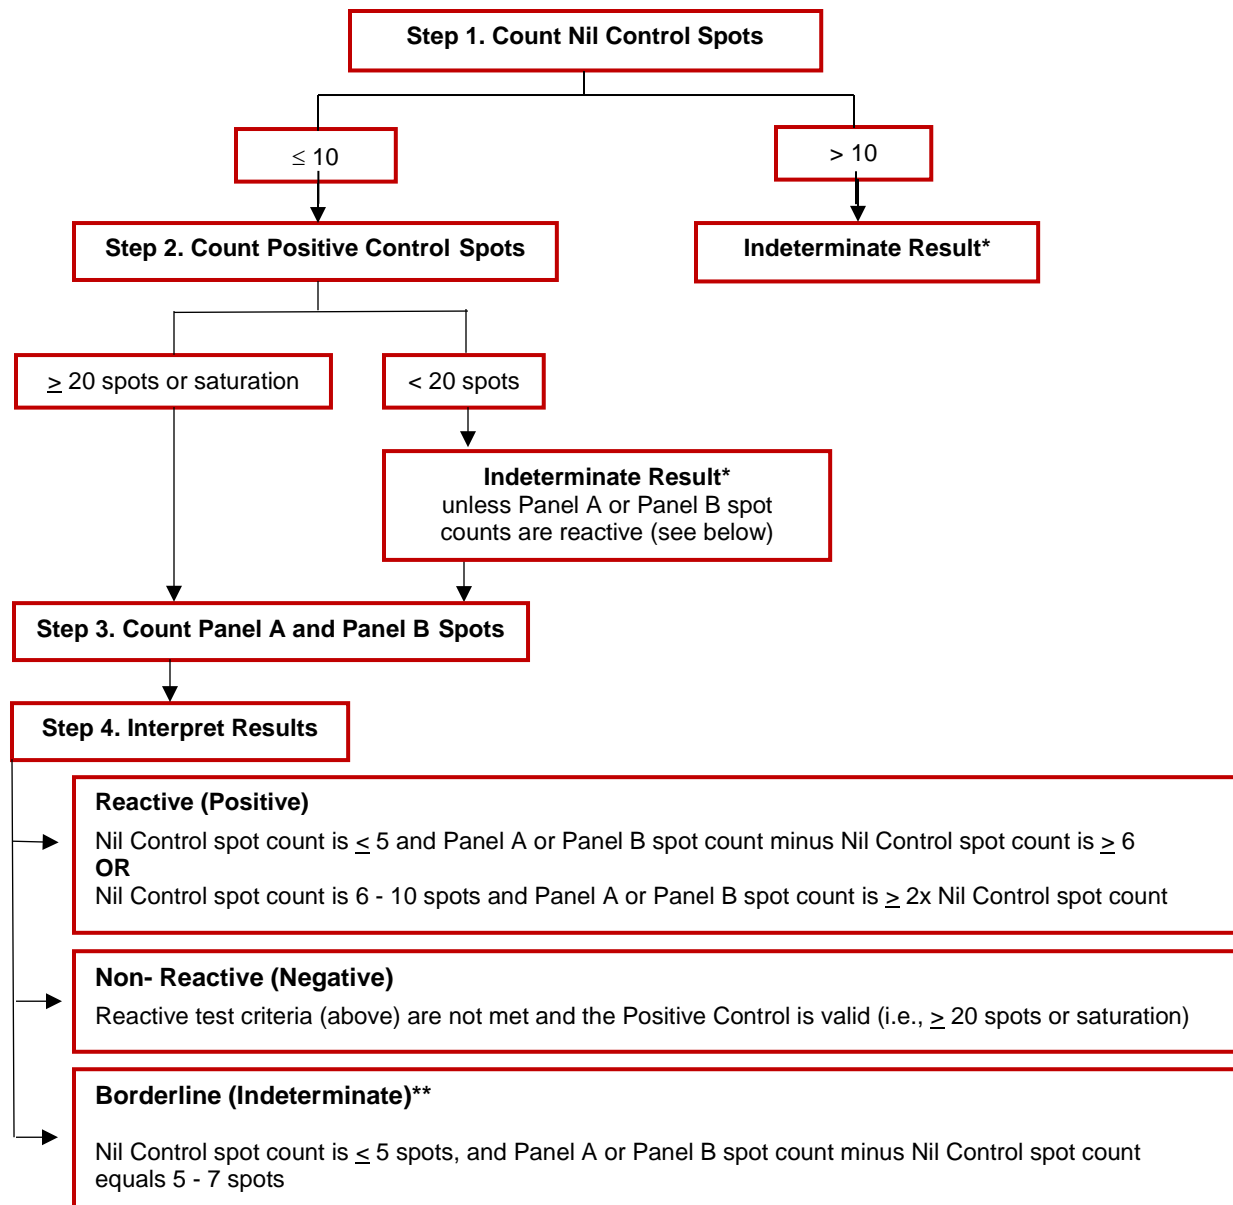 Step 1. Count Nil Control Spots
≤ 10
> 10
Step 2. Count Positive Control Spots
Indeterminate Result*
≥ 20 spots or saturation
< 20 spots
Indeterminate Result*
unless Panel A or Panel B spot
counts are reactive (see below)
Step 3. Count Panel A and Panel B Spots
Step 4. Interpret Results
Reactive (Positive)
Nil Control spot count is ≤ 5 and Panel A or Panel B spot count minus Nil Control spot count is ≥ 6
OR
Nil Control spot count is 6 - 10 spots and Panel A or Panel B spot count is ≥ 2x Nil Control spot count
Non- Reactive (Negative)
Reactive test criteria (above) are not met and the Positive Control is valid (i.e., ≥ 20 spots or saturation)
Borderline (Indeterminate)**
Nil Control spot count is ≤ 5 spots, and Panel A or Panel B spot count minus Nil Control spot count
equals 5 - 7 spots